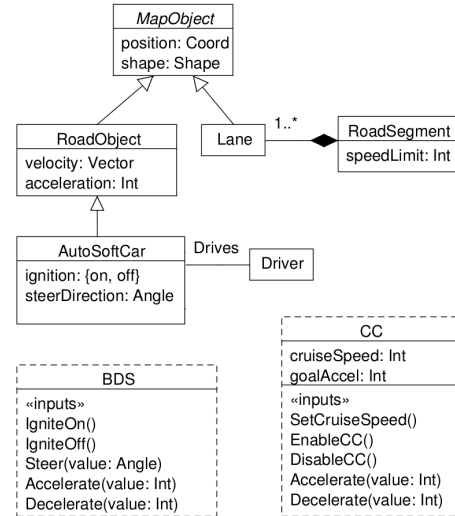 MapObject
position: Coord
shape: Shape
RoadObject
velocity: Vector
acceleration: Int
Lane
1..*
RoadSegment
speedLimit: Int
AutoSoftCar
ignition: {on, off}
steerDirection: Angle
Drives
Driver
BDS
«inputs»
IgniteOn()
IgniteOff()
Steer(value: Angle)
Accelerate(value: Int)
Decelerate(value: Int)
CC
cruiseSpeed: Int
goalAccel: Int
«inputs»
SetCruiseSpeed()
EnableCC()
DisableCC()
Accelerate(value: Int)
Decelerate(value: Int)